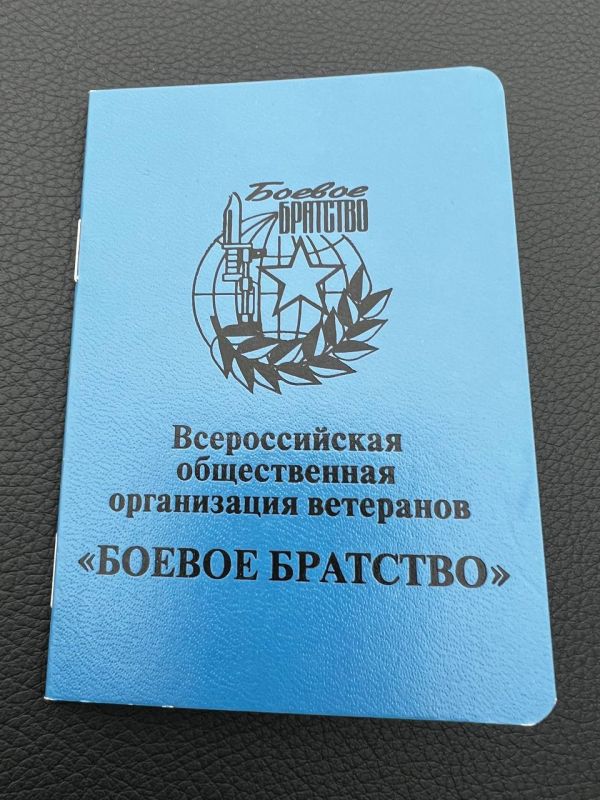 Боевое
БРАТСТВО
Всероссийская
общественная
организация ветеранов
«БОЕВОЕ БРАТСТВО»